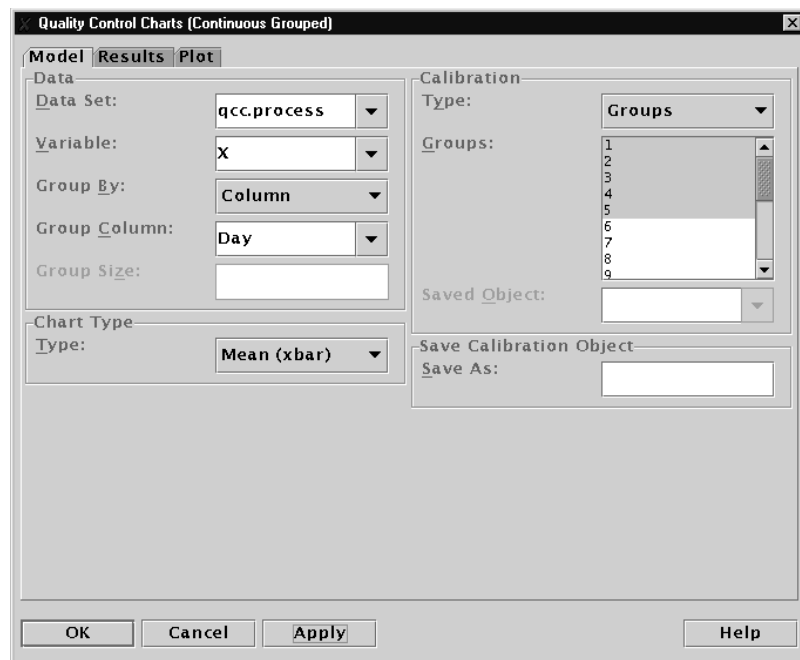 Quality Control Charts (Continuous Grouped)
Model Results Plot
Data
Data Set: qcc.process
Variable: X
Group By: Column
Group Column: Day
Group Size:
Chart Type
Type: Mean (xbar)
Calibration
Type: Groups
Groups: 1
2
3
4
5
6
7
8
9
Saved Object:
Save Calibration Object
Save As:
OK Cancel Apply Help